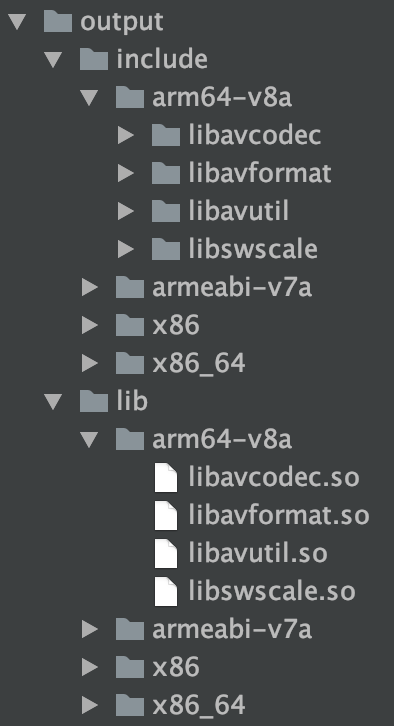 output
include
arm64-v8a
libavcodec
libavformat
libavutil
libswscale
armeabi-v7a
x86
x86_64
lib
arm64-v8a
libavcodec.so
libavformat.so
libavutil.so
libswscale.so
armeabi-v7a
x86
x86_64